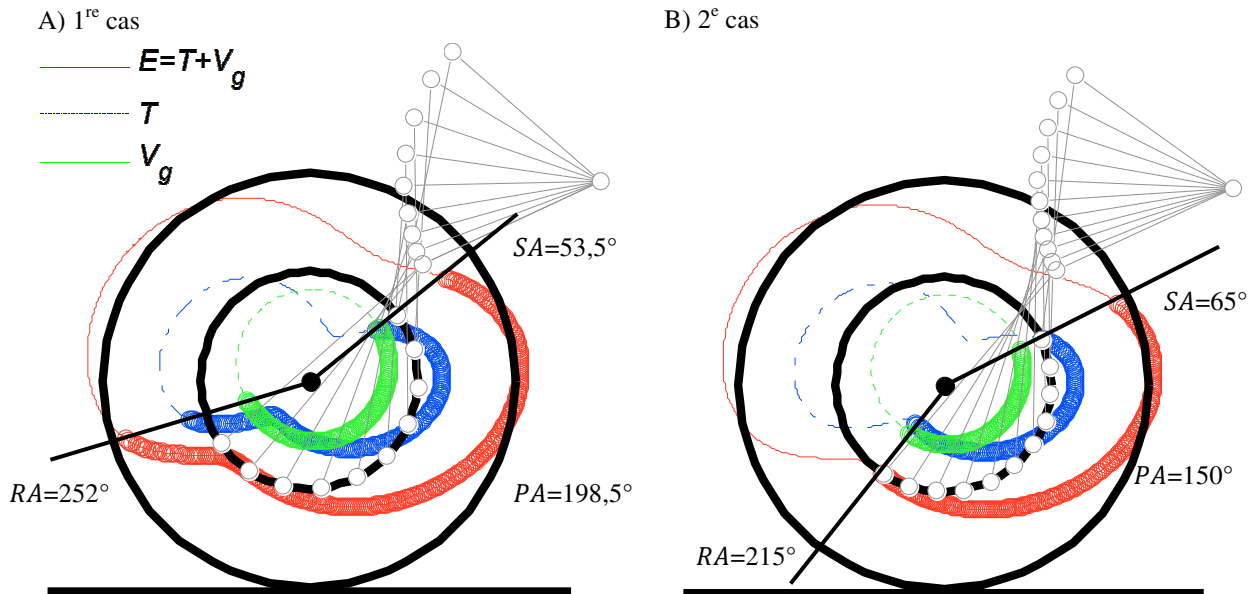 A) 1re cas
E=T+Vg
T
Vg
SA=53,5°
RA=252°
PA=198,5°
B) 2e cas
SA=65°
PA=150°
RA=215°